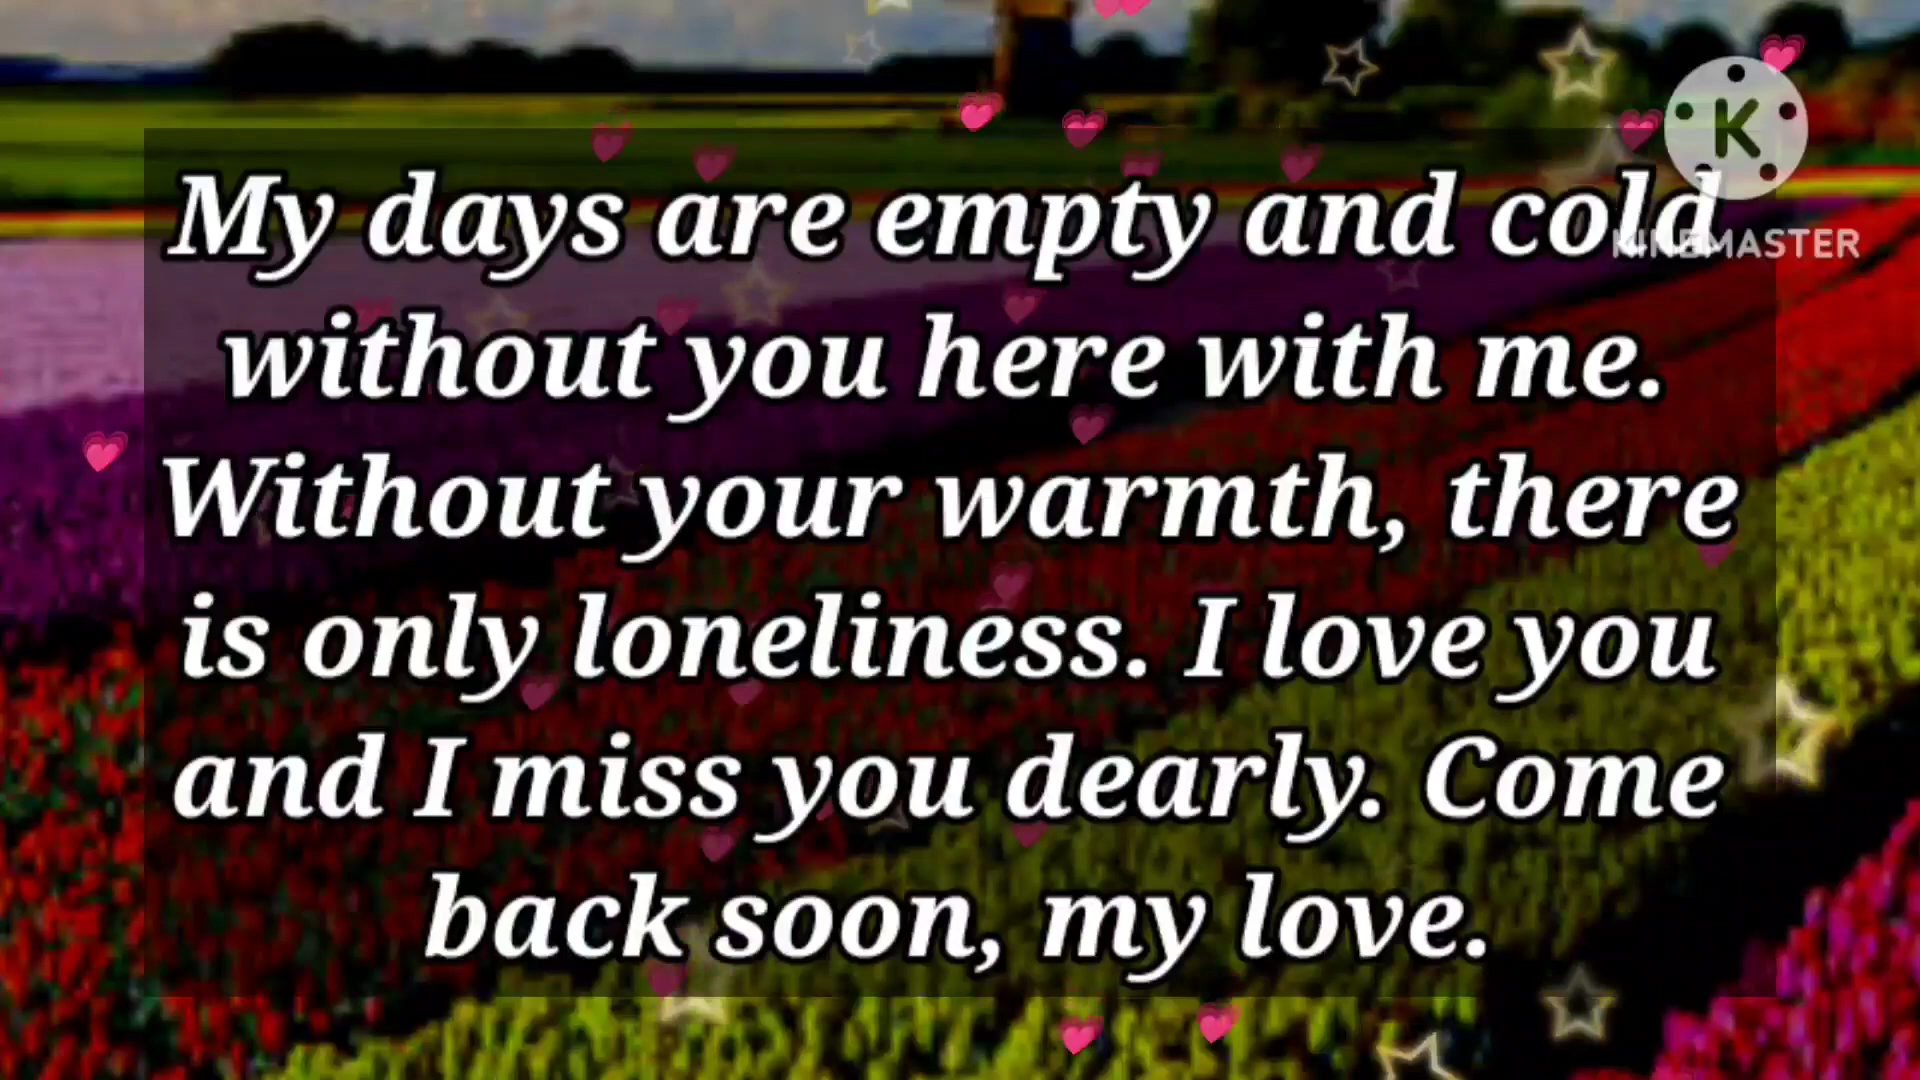 My days are empty and cold
without you here with me.
Without your warmth, there
is only loneliness. I love you
and I miss you dearly. Come
back soon, my love.
K
KINEMASTER